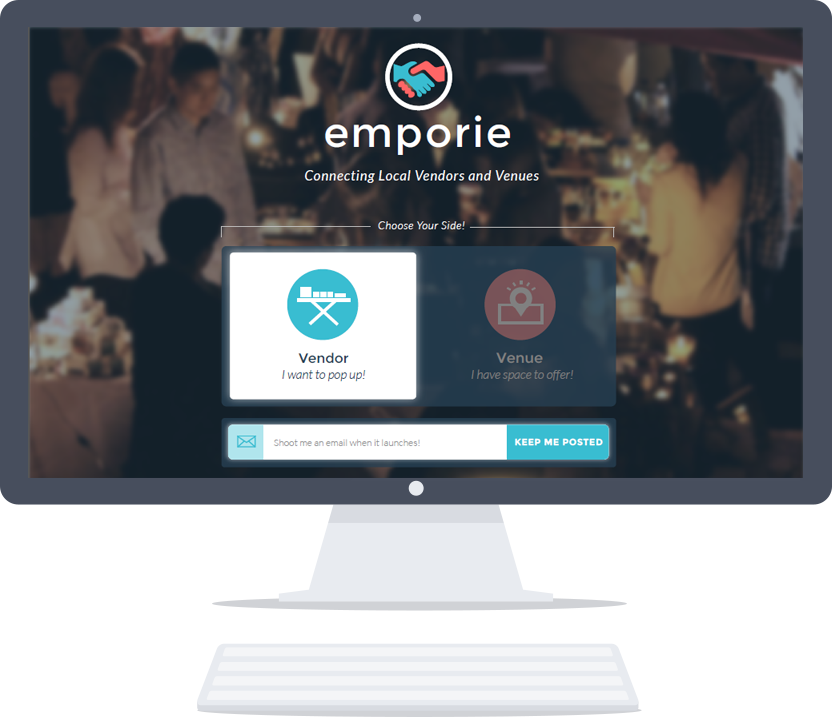 emporie
Connecting Local Vendors and Venues
Choose Your Side!
Vendor
I want to pop up!
Venue
I have space to offer!
Shoot me an email when it launches!
KEEP ME POSTED